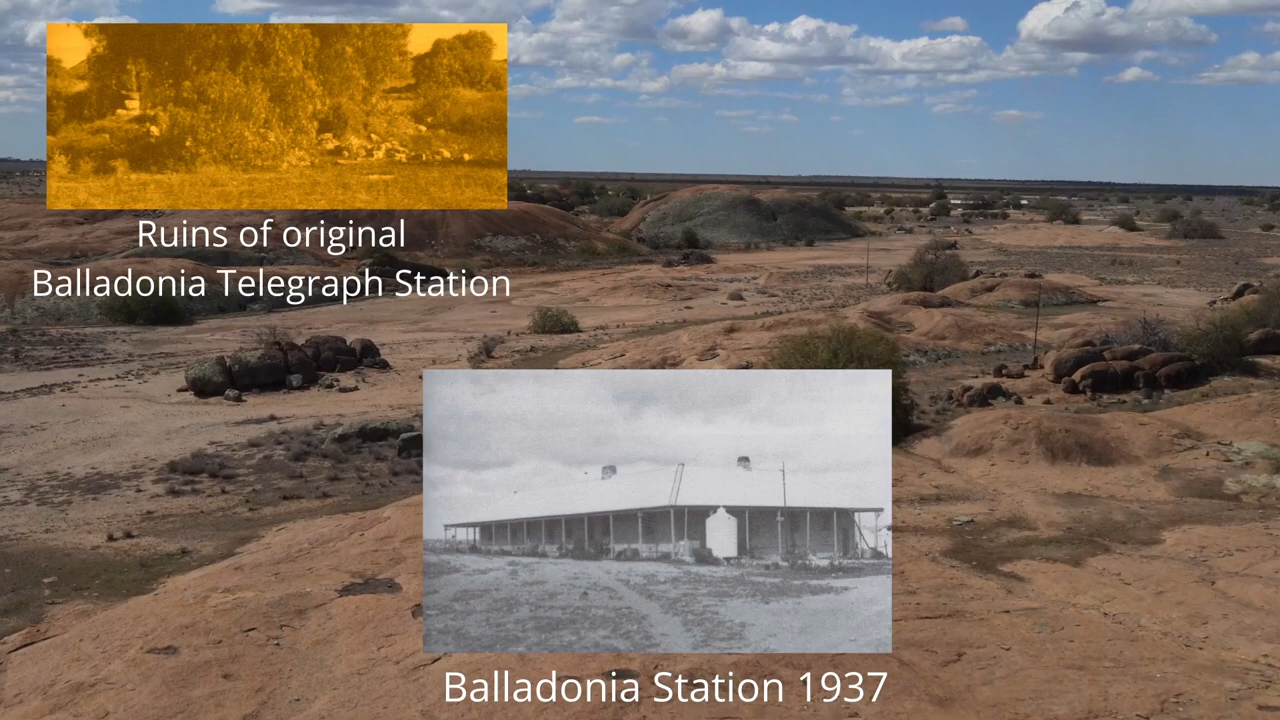 Ruins of original
Balladonia Telegraph Station
Balladonia Station 1937